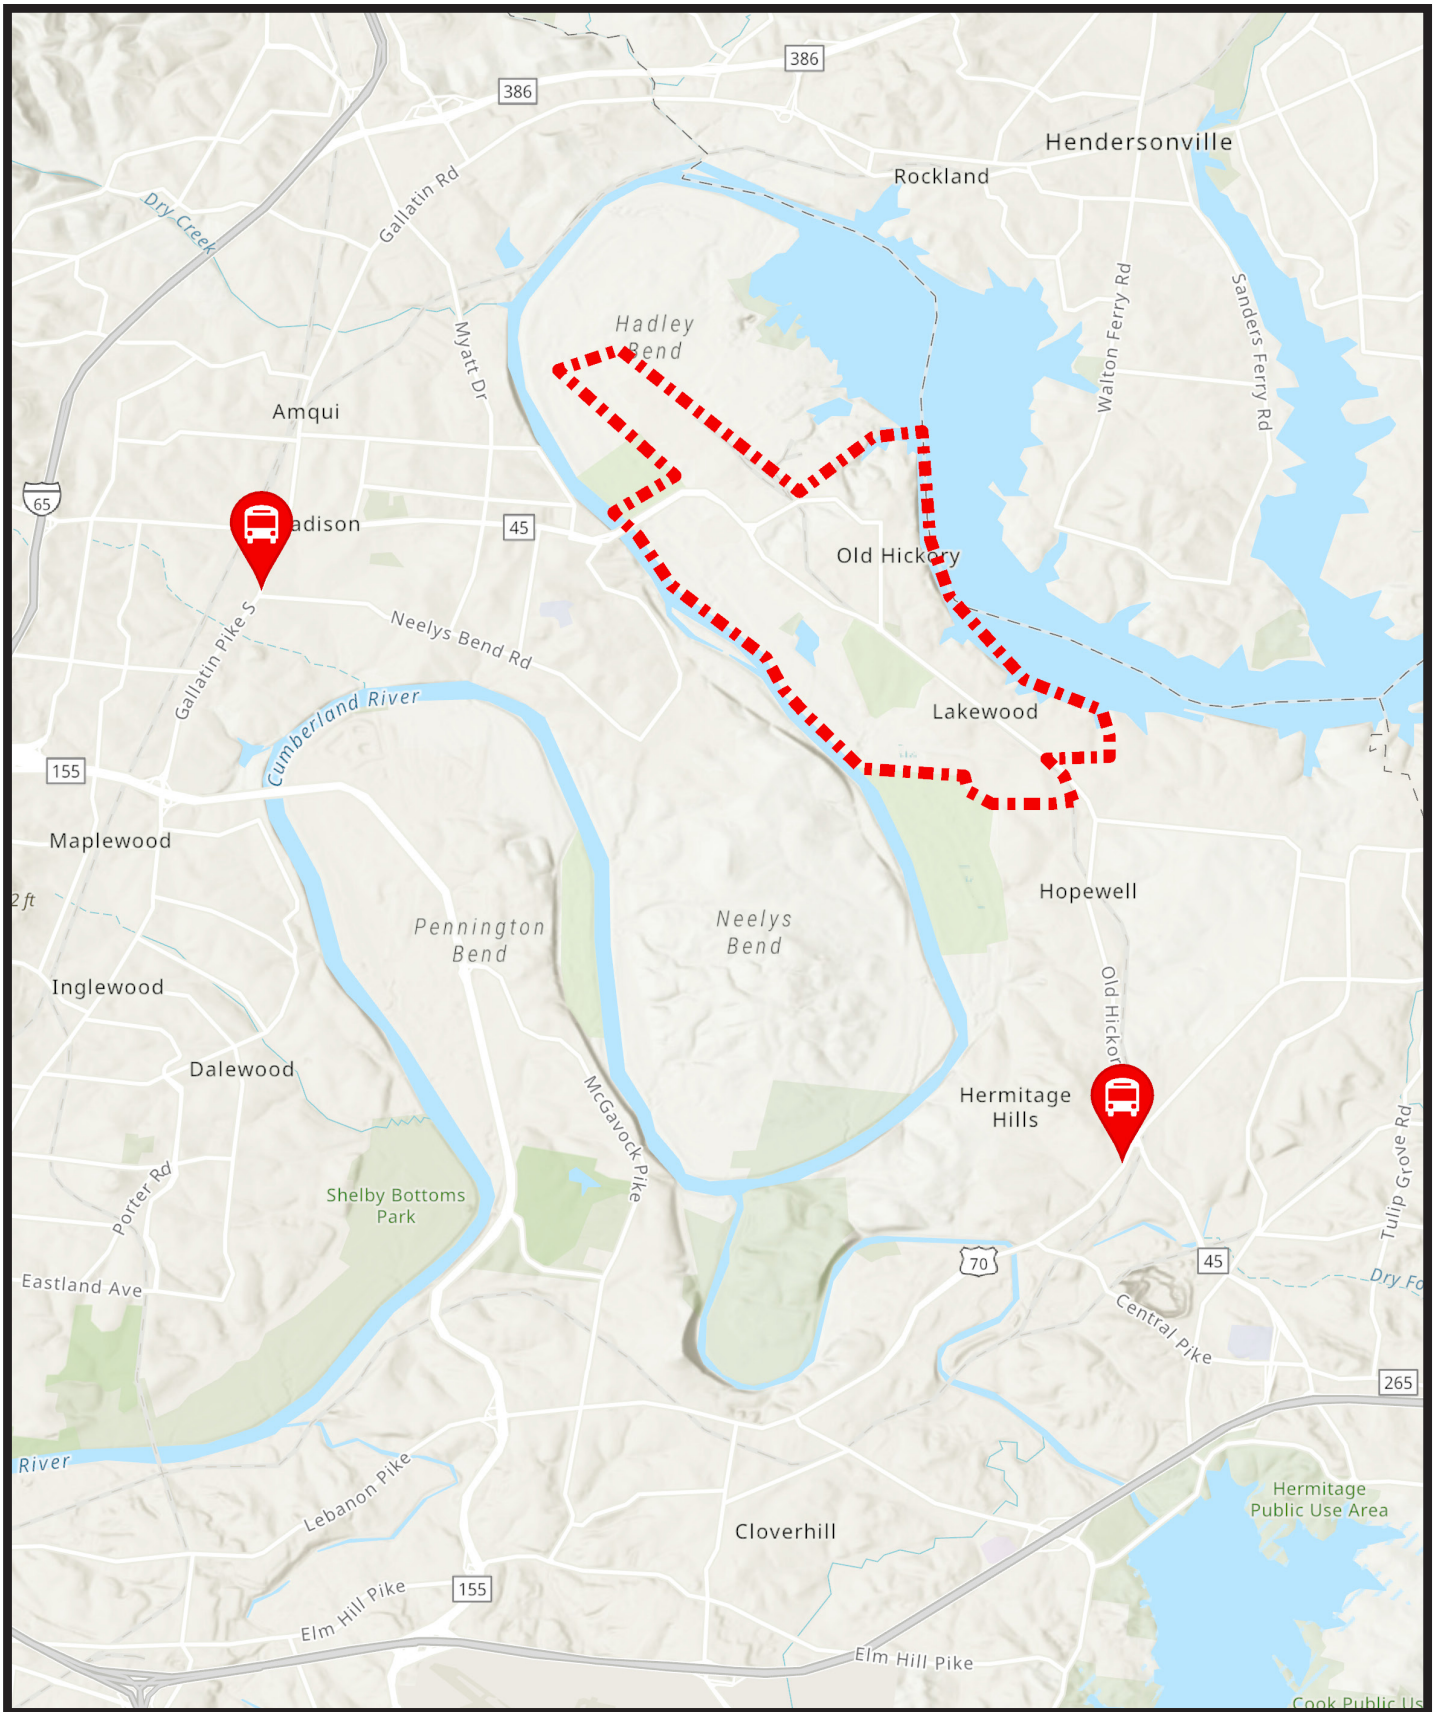 386
386
Hendersonville
Rockland
Gallatin Rd
Dry Creek
Walton Ferry Rd
Sanders Ferry Rd
Hadley
Bend
Myatt Dr
Amqui
65
adison
45
Old Hickory
Gallatin Pike S
Neelys Bend Rd
Cumberland River
Lakewood
155
Maplewood
2 ft
Hopewell
Pennington
Bend
Neelys
Bend
Inglewood
Old Hickor
Dalewood
McGavock Pike
Hermitage
Hills
Tulip Grove Rd
Porter Rd
Shelby Bottoms
Park
70
45
Eastland Ave
Dry Fo
Central Pike
265
River
Lebanon Pike
Hermitage
Public Use Area
Cloverhill
155
Elm Hill Pike
Elm Hill Pike
Cook Public Us